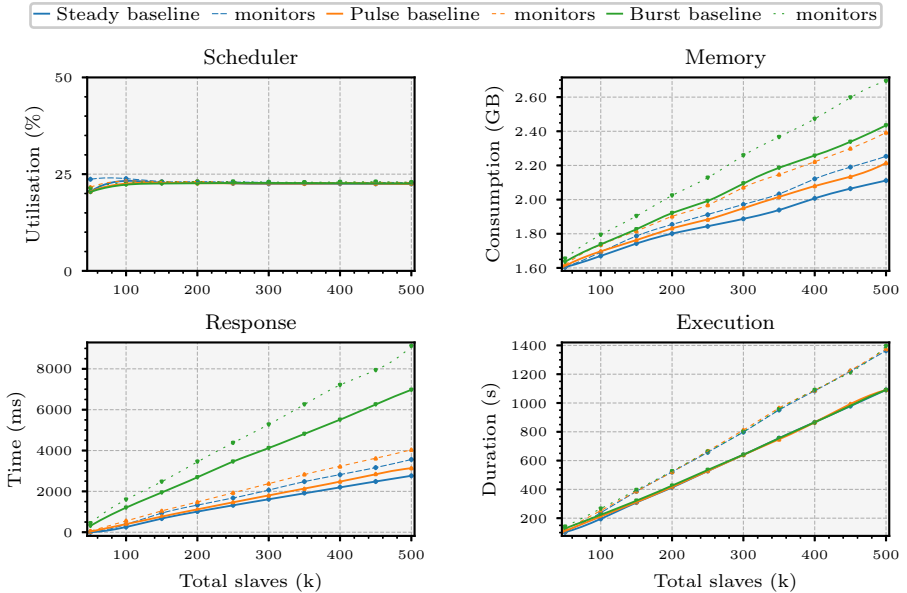 Steady baseline monitors Pulse baseline monitors Burst baseline monitors
Scheduler
Utilisation (%)
50
25
0
100 200 300 400 500
Memory
Consumption (GB)
2.60
2.40
2.20
2.00
1.80
1.60
100 200 300 400 500
Response
Time (ms)
8000
6000
4000
2000
0
100 200 300 400 500
Total slaves (k)
Execution
Duration (s)
1400
1200
1000
800
600
400
200
100 200 300 400 500
Total slaves (k)